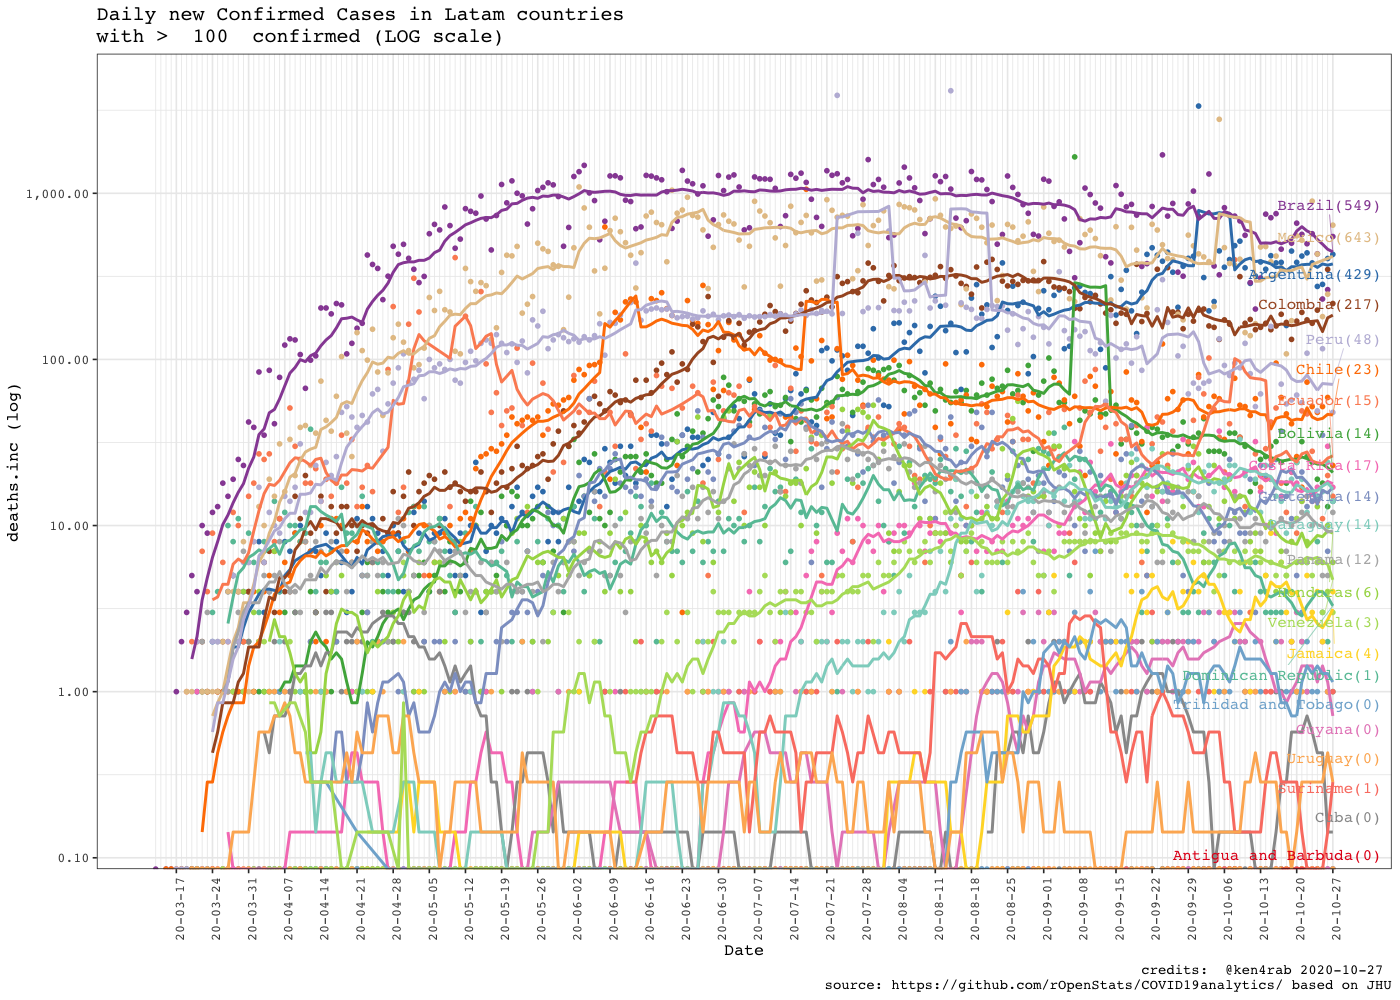 Daily new Confirmed Cases in Latam countries
with >  100  confirmed (LOG scale)
deaths.inc (log)
1,000.00
100.00
10.00
1.00
0.10
Brazil(549)
Mexico(643)
Argentina(429)
Colombia(217)
Peru(48)
Chile(23)
Ecuador(15)
Bolivia(14)
Costa Rica(17)
Guatemala(14)
Paraguay(14)
Panama(12)
Honduras(6)
Venezuela(3)
Jamaica(4)
Dominican Republic(1)
Trinidad and Tobago(0)
Guyana(0)
Uruguay(0)
Suriname(1)
Cuba(0)
Antigua and Barbuda(0)
20-03-17
20-03-24
20-03-31
20-04-07
20-04-14
20-04-21
20-04-28
20-05-05
20-05-12
20-05-19
20-05-26
20-06-02
20-06-09
20-06-16
20-06-23
20-06-30
20-07-07
20-07-14
20-07-21
20-07-28
20-08-04
20-08-11
20-08-18
20-08-25
20-09-01
20-09-08
20-09-15
20-09-22
20-09-29
20-10-06
20-10-13
20-10-20
20-10-27
Date
credits:  @ken4rab 2020-10-27
source: https://github.com/rOpenStats/COVID19analytics/ based on JHU